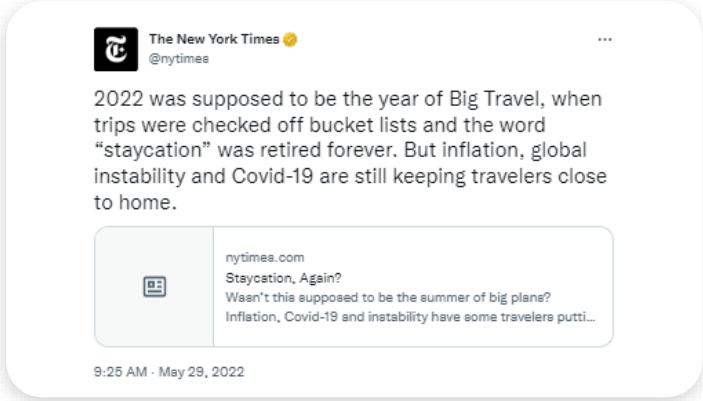 The New York Times
@nytimes
2022 was supposed to be the year of Big Travel, when
trips were checked off bucket lists and the word
“staycation” was retired forever. But inflation, global
instability and Covid-19 are still keeping travelers close
to home.
nytimes.com
Staycation, Again?
Wasn't this supposed to be the summer of big plans?
Inflation, Covid-19 and instability have some travelers putti...
9:25 AM · May 29, 2022